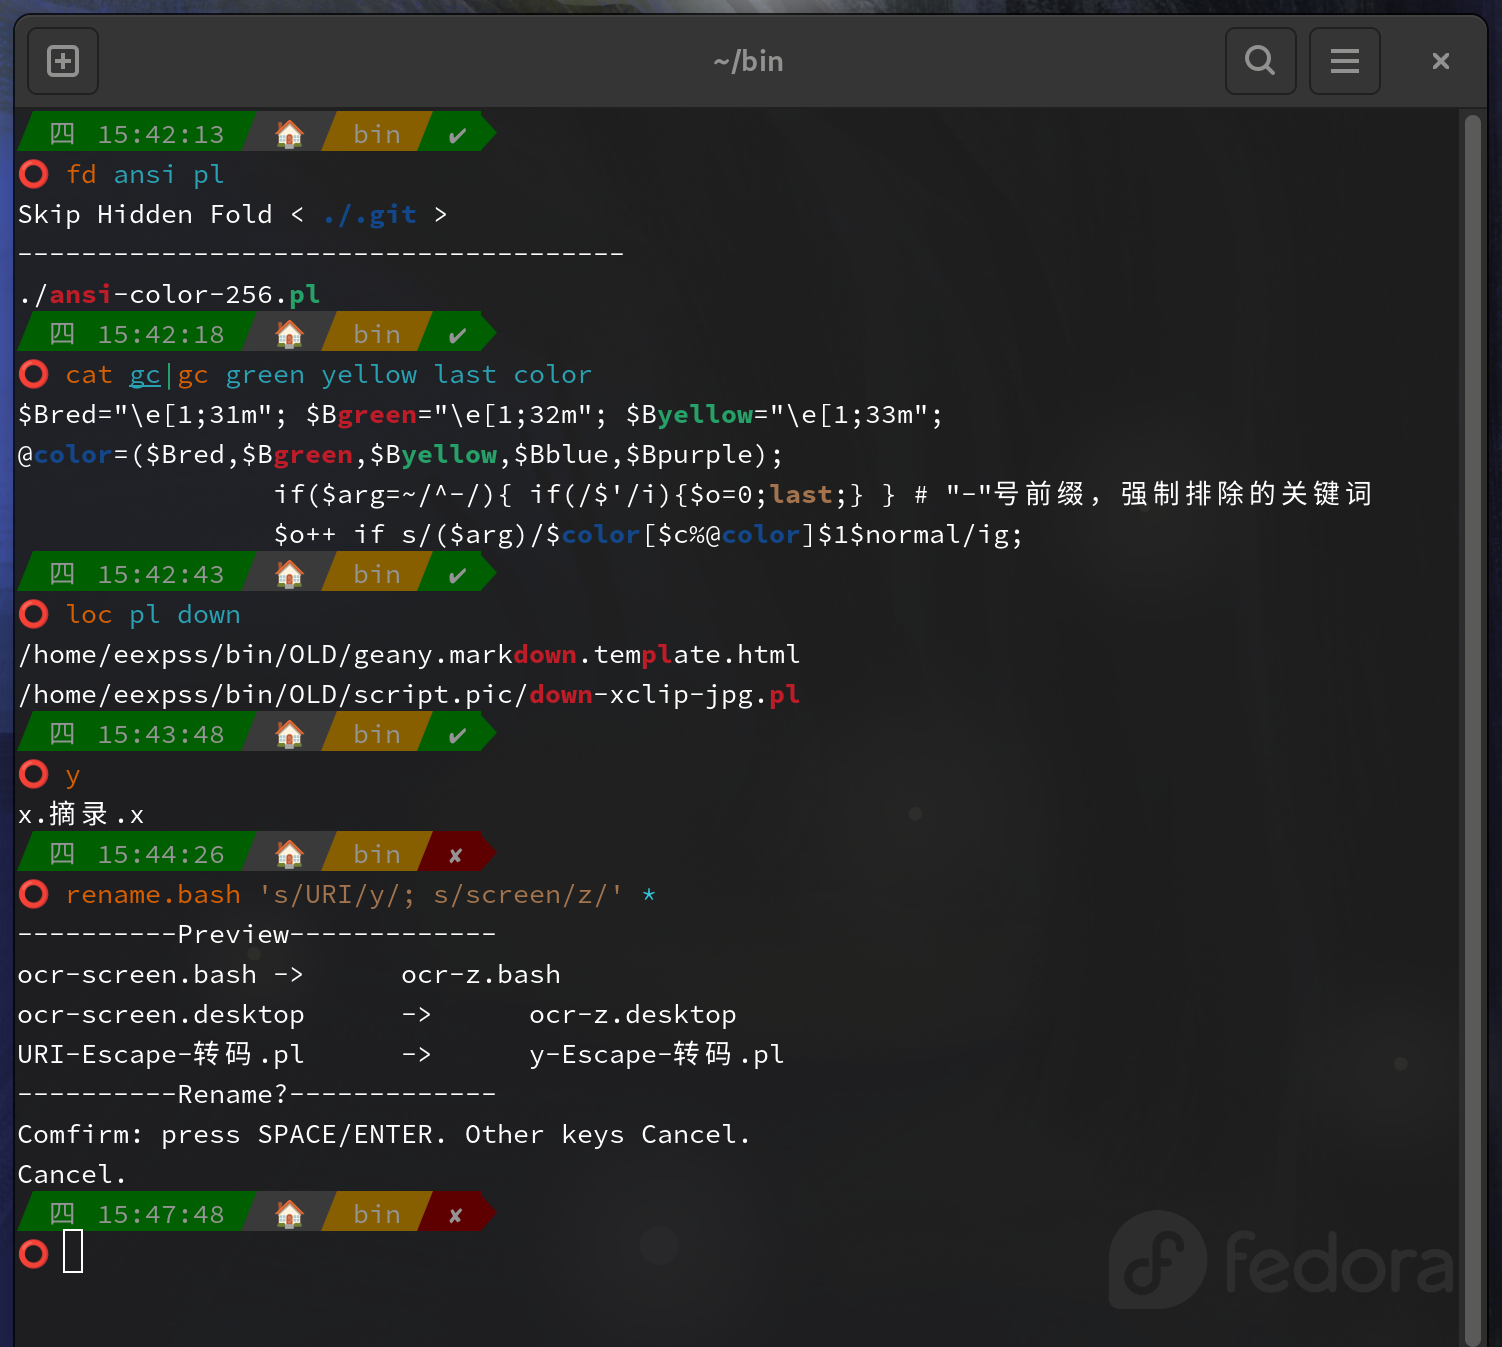 ~/bin
四 15:42:13 🏠 bin ✔
⭕ fd ansi pl
Skip Hidden Fold < ./.git >
--------------------------------------
./ansi-color-256.pl
四 15:42:18 🏠 bin ✔
⭕ cat gc|gc green yellow last color
$Bred="\e[1;31m"; $Bgreen="\e[1;32m"; $Byellow="\e[1;33m";
@color=($Bred,$Bgreen,$Byellow,$Bblue,$Bpurple);
                if($arg=~/^-/){ if(/$'/i){$o=0;last;} } # "-"号前缀，强制排除的关键词
                $o++ if s/($arg)/$color[$c%@color]$1$normal/ig;
四 15:42:43 🏠 bin ✔
⭕ loc pl down
/home/eexpss/bin/OLD/geany.markdown.template.html
/home/eexpss/bin/OLD/script.pic/down-xclip-jpg.pl
四 15:43:48 🏠 bin ✔
⭕ y
x.摘录.x
四 15:44:26 🏠 bin ✘
⭕ rename.bash 's/URI/y/; s/screen/z/' *
----------Preview-------------
ocr-screen.bash ->      ocr-z.bash
ocr-screen.desktop      ->      ocr-z.desktop
URI-Escape-转码.pl      ->      y-Escape-转码.pl
----------Rename?-------------
Comfirm: press SPACE/ENTER. Other keys Cancel.
Cancel.
四 15:47:48 🏠 bin ✘
⭕
fedora